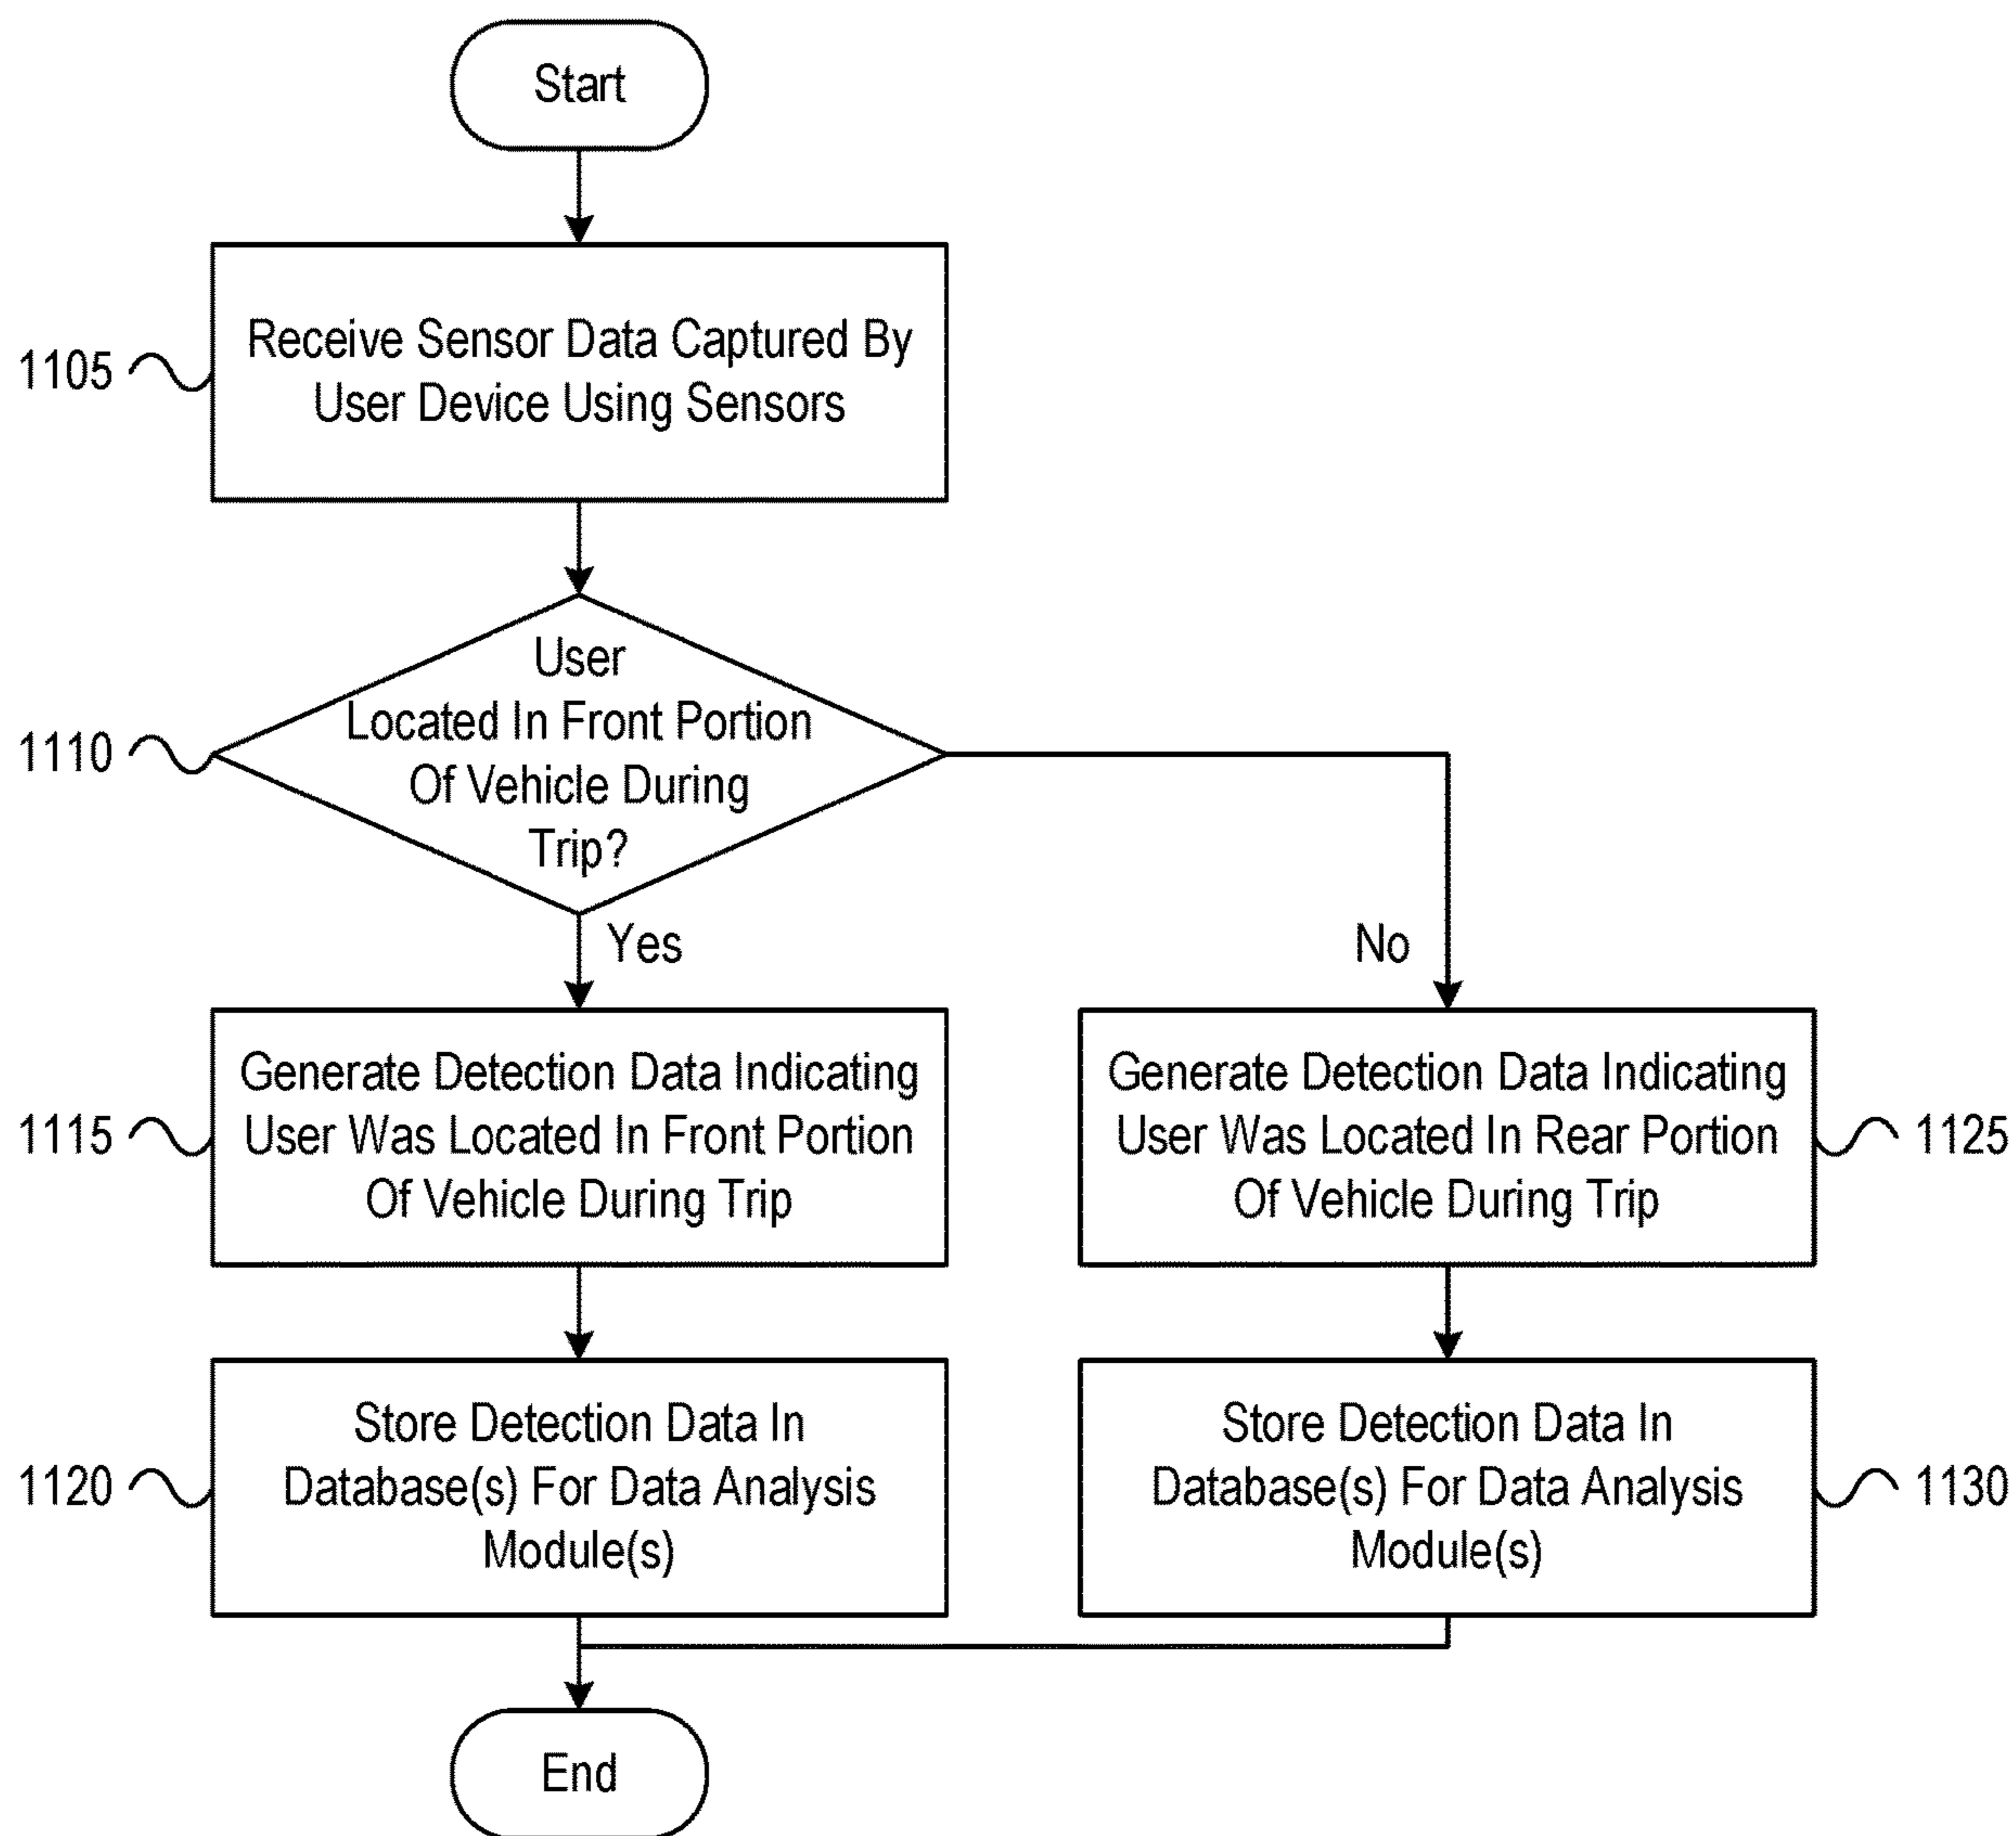 Start
1105
Receive Sensor Data Captured By
User Device Using Sensors
1110
User
Located In Front Portion
Of Vehicle During
Trip?
Yes
No
1115
Generate Detection Data Indicating
User Was Located In Front Portion
Of Vehicle During Trip
Generate Detection Data Indicating
User Was Located In Rear Portion
Of Vehicle During Trip
1125
1120
Store Detection Data In
Database(s) For Data Analysis
Module(s)
Store Detection Data In
Database(s) For Data Analysis
Module(s)
1130
End